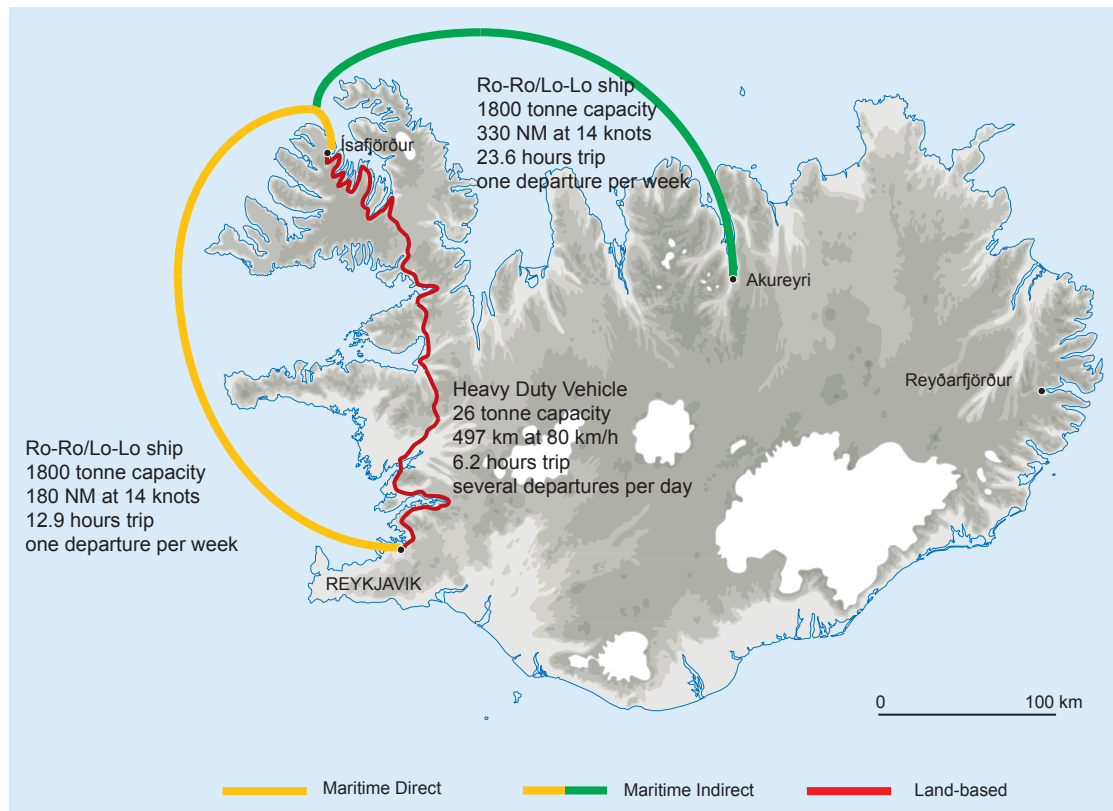 Ro-Ro/Lo-Lo ship
1800 tonne capacity
330 NM at 14 knots
23.6 hours trip
one departure per week
Ísafjörður
Akureyri
Reyðarfjörður
Heavy Duty Vehicle
26 tonne capacity
497 km at 80 km/h
6.2 hours trip
several departures per day
Ro-Ro/Lo-Lo ship
1800 tonne capacity
180 NM at 14 knots
12.9 hours trip
one departure per week
REYKJAVIK
0 100 km
Maritime Direct Maritime Indirect Land-based